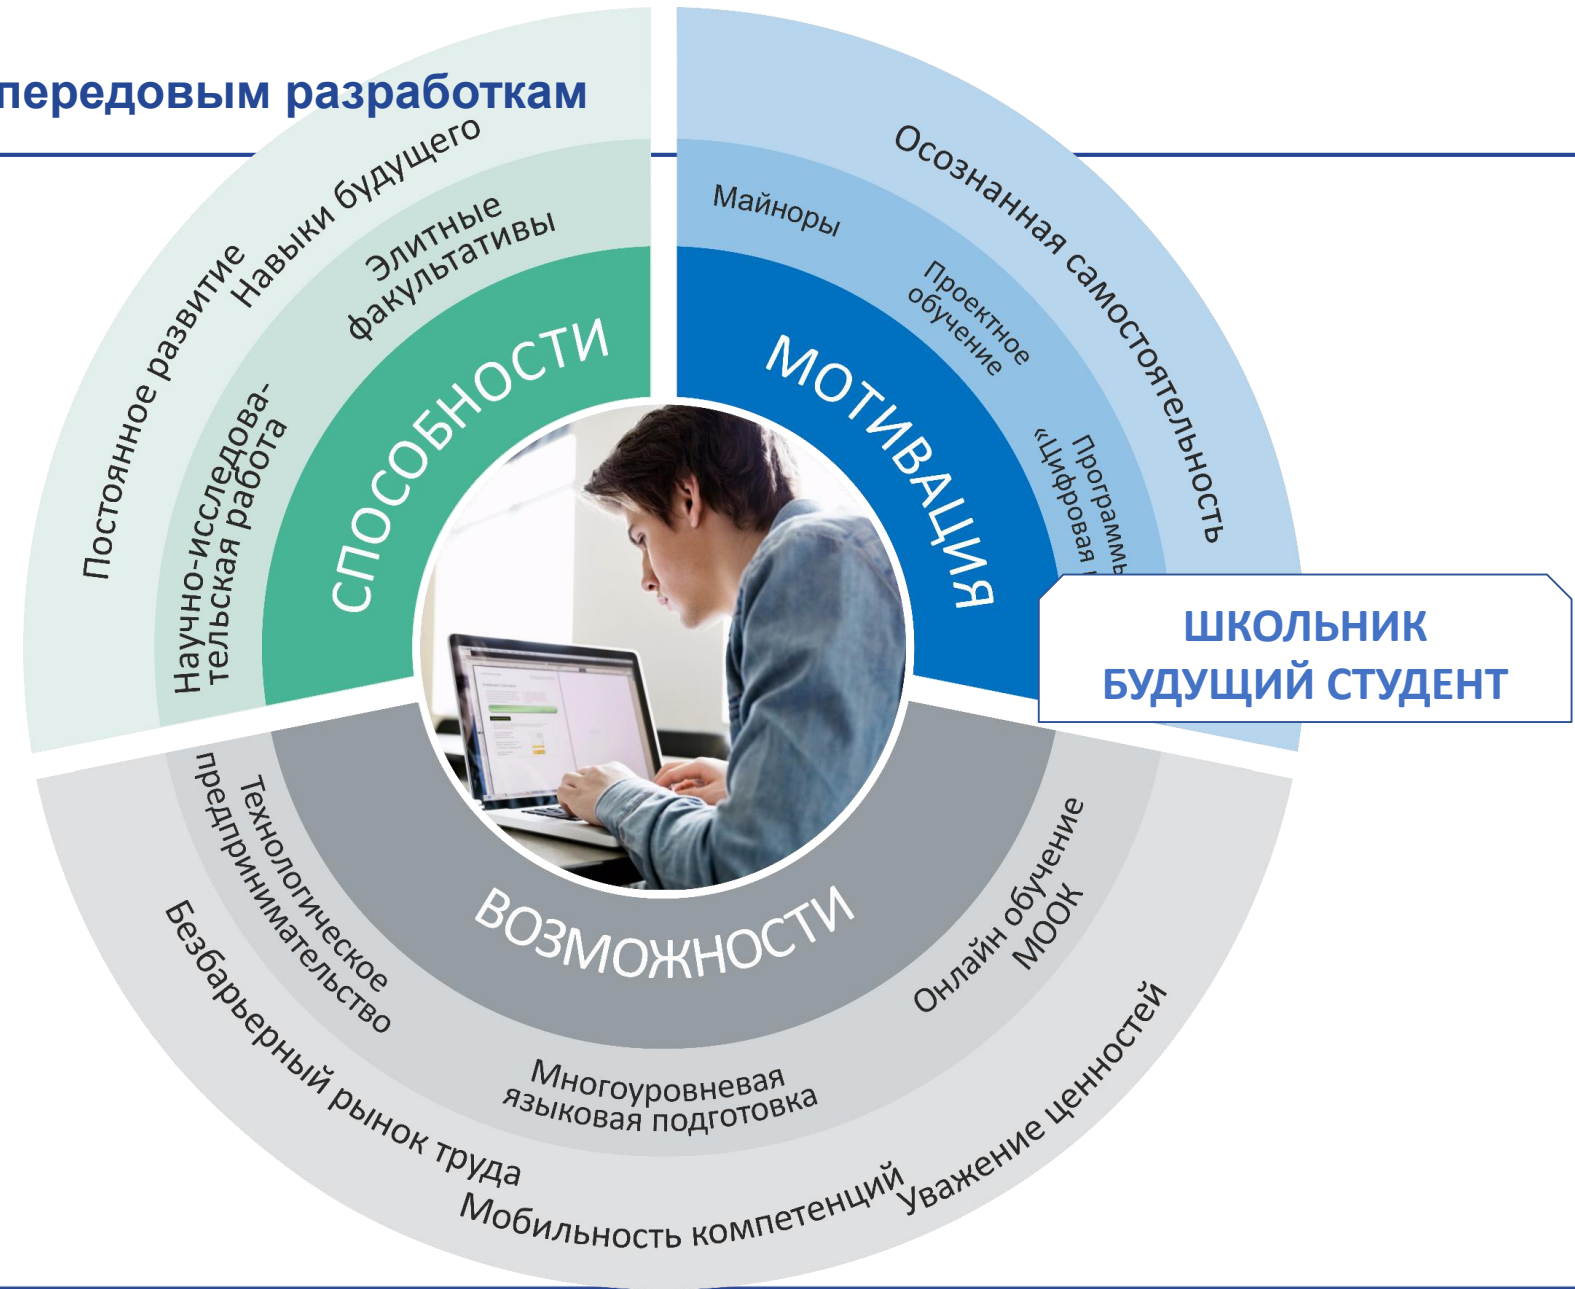 передовым разработкам
Постоянное развитие
Навыки будущего
Научно-исследова-
тельская работа
Элитные
факультативы
СПОСОБНОСТИ
Осознанная самостоятельность
Майноры
Проектное
обучение
«Цифровая
МОТИВАЦИЯ
ШКОЛЬНИК
БУДУЩИЙ СТУДЕНТ
ВОЗМОЖНОСТИ
Технологическое
предпринимательство
Многоуровневая
языковая подготовка
Онлайн обучение
МООК
Безбарьерный рынок труда
Мобильность компетенций
Уважение ценностей